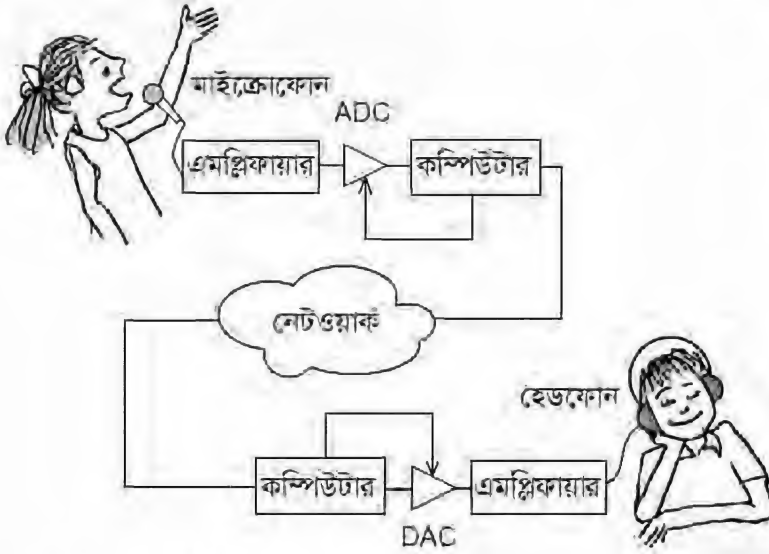 মাইক্রোফোন
ADC
এমপ্লিফায়ার
কম্পিউটার
নেটওয়ার্ক
হেডফোন
কম্পিউটার
এমপ্লিফায়ার
DAC